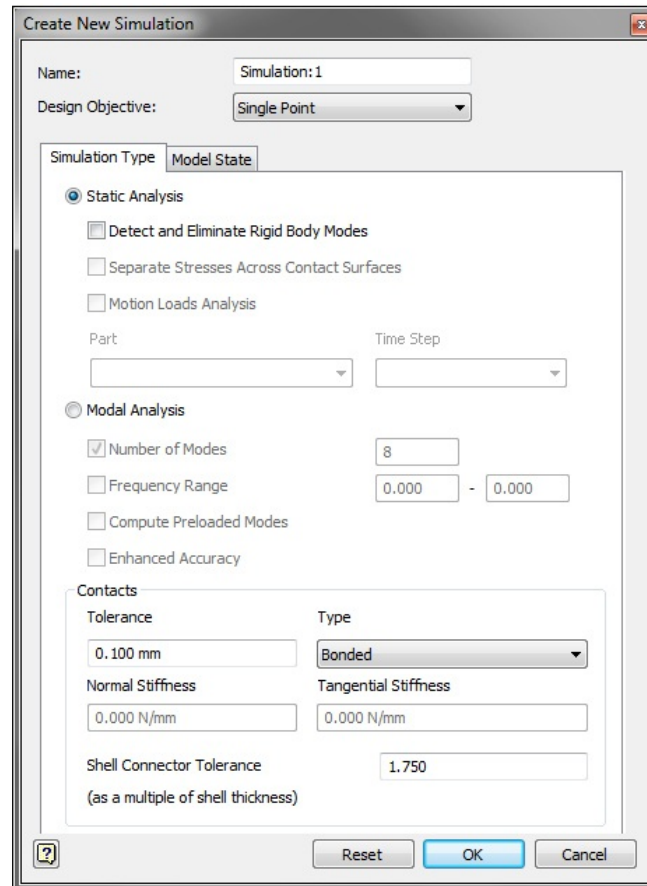 Create New Simulation
Name: Simulation:1
Design Objective: Single Point
Simulation Type Model State
Static Analysis
Detect and Eliminate Rigid Body Modes
Separate Stresses Across Contact Surfaces
Motion Loads Analysis
Part Time Step
Modal Analysis
Number of Modes 8
Frequency Range 0.000 - 0.000
Compute Preloaded Modes
Enhanced Accuracy
Contacts
Tolerance Type
0.100 mm Bonded
Normal Stiffness Tangential Stiffness
0.000 N/mm 0.000 N/mm
Shell Connector Tolerance 1.750
(as a multiple of shell thickness)
? Reset OK Cancel